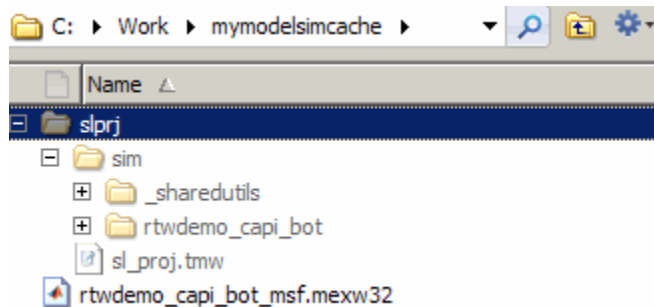 C: Work mymodelsimcache
Name
slprj
sim
_sharedutils
rtwdemo_capi_bot
sl_proj.tmw
rtwdemo_capi_bot_msf.mexw32